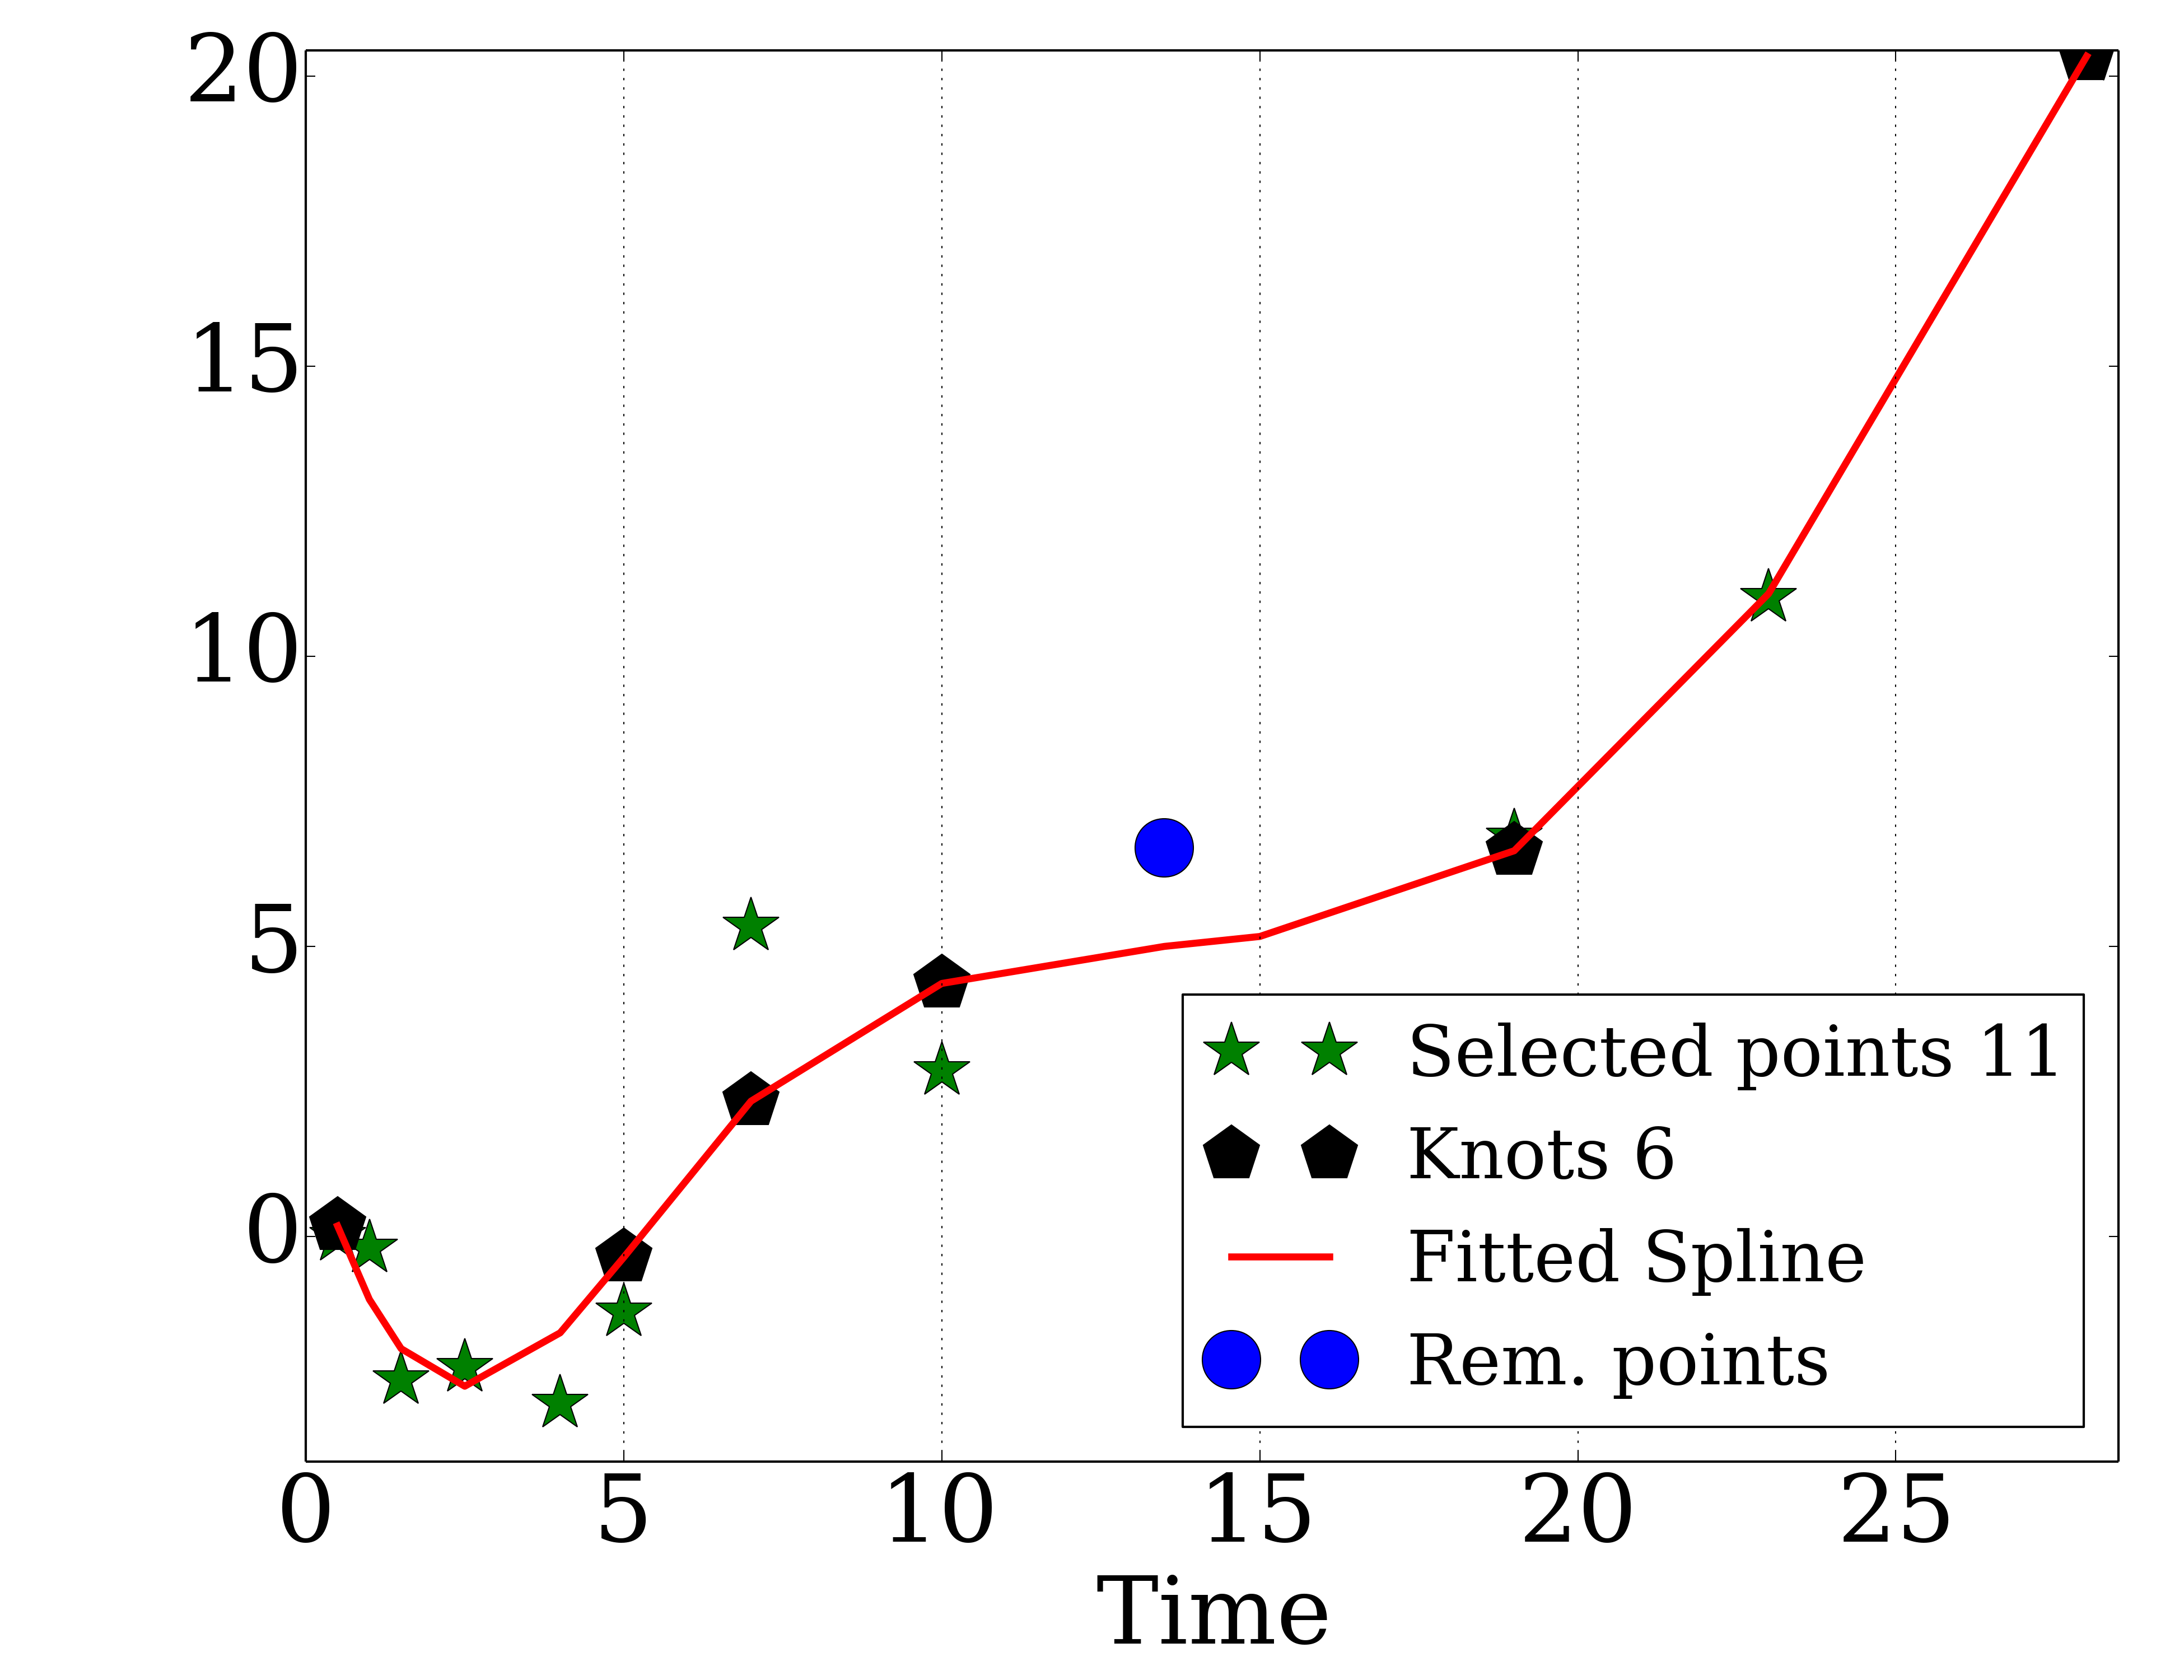 20
15
10
5
0
Selected points 11
Knots 6
Fitted Spline
Rem. points
0 5 10 15 20 25
Time